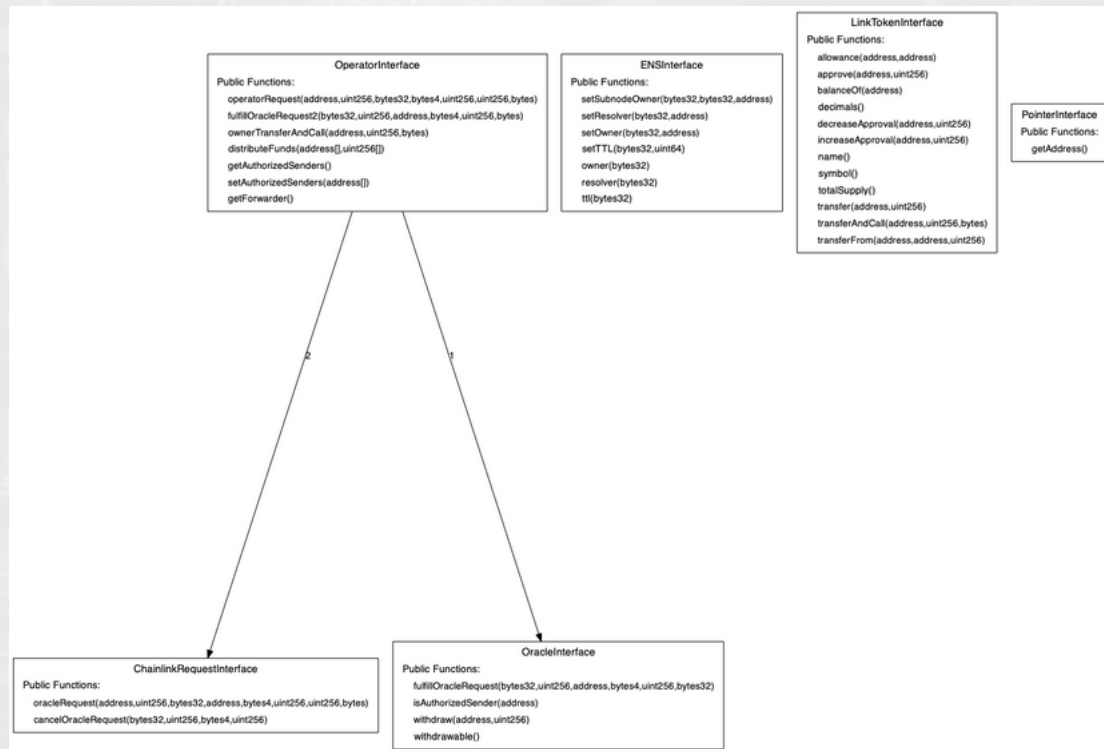 OperatorInterface
Public Functions:
operatorRequest(address,uint256,bytes32,bytes4,uint256,uint256,bytes)
fulfillOracleRequest2(bytes32,uint256,address,bytes4,uint256,bytes)
ownerTransferAndCall(address,uint256,bytes)
distributeFunds(address[],uint256[])
getAuthorizedSenders()
setAuthorizedSenders(address[])
getForwarder()
ENSInterface
Public Functions:
setSubnodeOwner(bytes32,bytes32,address)
setResolver(bytes32,address)
setOwner(bytes32,address)
setTTL(bytes32,uint64)
owner(bytes32)
resolver(bytes32)
ttl(bytes32)
LinkTokenInterface
Public Functions:
allowance(address,address)
approve(address,uint256)
balanceOf(address)
decimals()
decreaseApproval(address,uint256)
increaseApproval(address,uint256)
name()
symbol()
totalSupply()
transfer(address,uint256)
transferAndCall(address,uint256,bytes)
transferFrom(address,address,uint256)
PointerInterface
Public Functions:
getAddress()
2
1
ChainlinkRequestInterface
Public Functions:
oracleRequest(address,uint256,bytes32,address,bytes4,uint256,uint256,bytes)
cancelOracleRequest(bytes32,uint256,bytes4,uint256)
OracleInterface
Public Functions:
fulfillOracleRequest(bytes32,uint256,address,bytes4,uint256,bytes32)
isAuthorizedSender(address)
withdraw(address,uint256)
withdrawable()